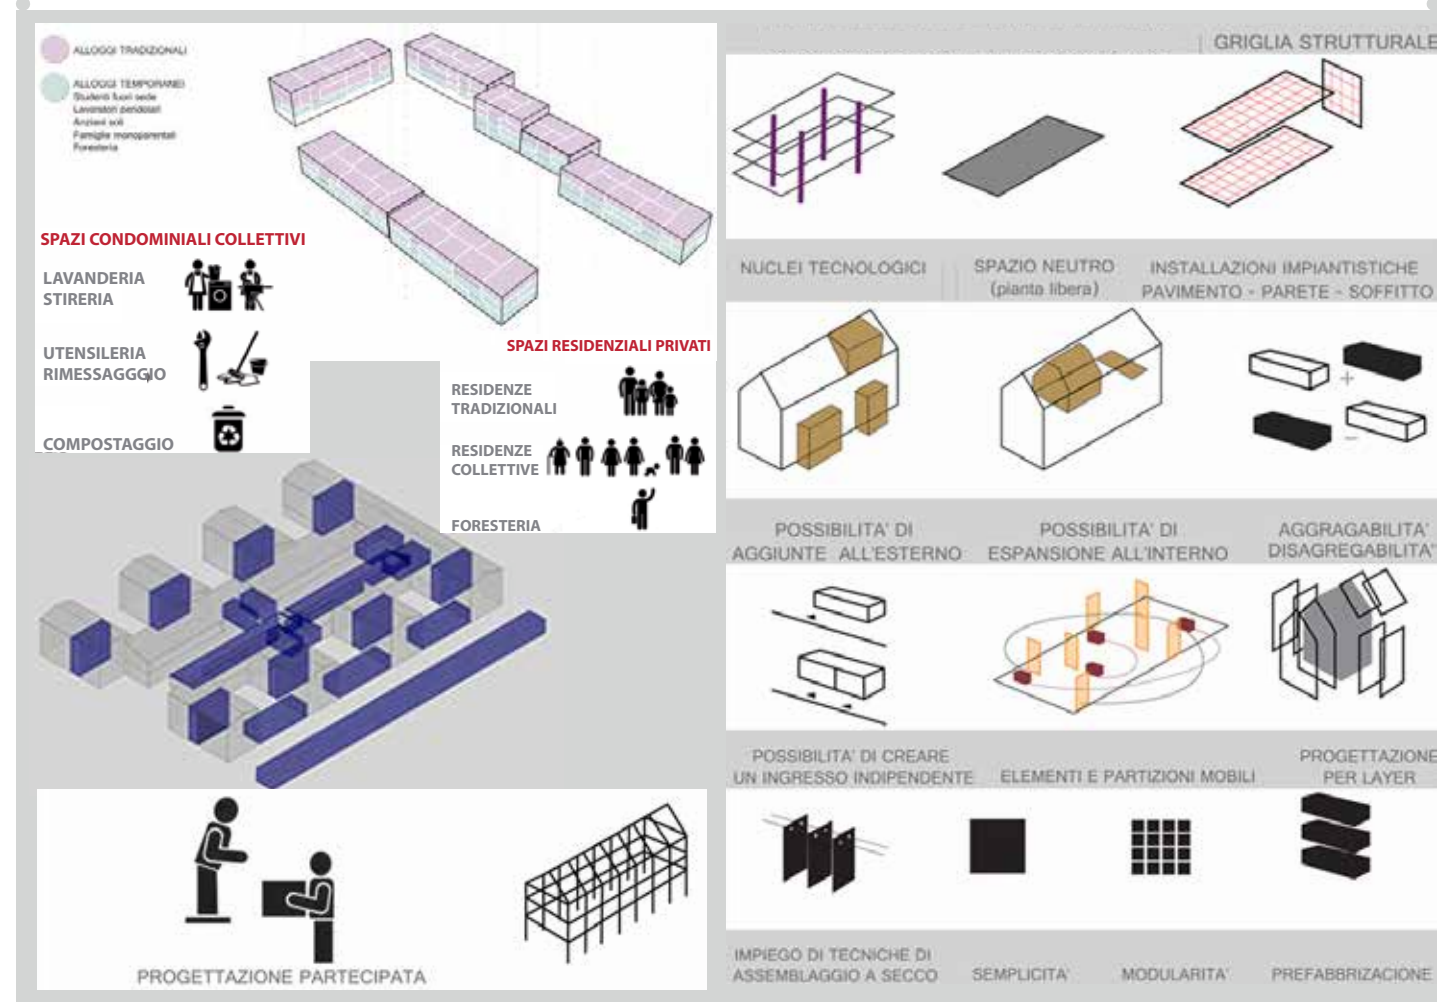 ALLOGGI TRADIZIONALI
ALLOGGI TEMPORANEI
Studenti fuori sede
Lavoratori pendolari
Anziani soli
Famiglie monoparentali
Foresteria
SPAZI CONDOMINIALI COLLETTIVI
LAVANDERIA
STIRERIA
UTENSILERIA
RIMESSAGGGIO
COMPOSTAGGIO
SPAZI RESIDENZIALI PRIVATI
RESIDENZE
TRADIZIONALI
RESIDENZE
COLLETTIVE
FORESTERIA
PROGETTAZIONE PARTECIPATA
GRIGLIA STRUTTURALE
NUCLEI TECNOLOGICI
SPAZIO NEUTRO
(pianta libera)
INSTALLAZIONI IMPIANTISTICHE
PAVIMENTO - PARETE - SOFFITTO
+
−
POSSIBILITA' DI
AGGIUNTE ALL'ESTERNO
POSSIBILITA' DI
ESPANSIONE ALL'INTERNO
AGGRAGABILITA'
DISAGREGABILITA'
POSSIBILITA' DI CREARE
UN INGRESSO INDIPENDENTE
ELEMENTI E PARTIZIONI MOBILI
PROGETTAZIONE
PER LAYER
IMPIEGO DI TECNICHE DI
ASSEMBLAGGIO A SECCO
SEMPLICITA'
MODULARITA'
PREFABBRIZAZIONE